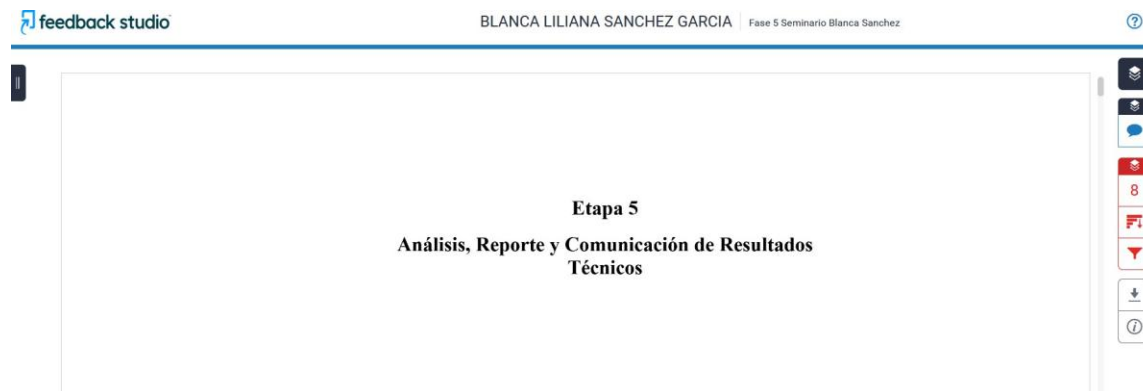 feedback studio
BLANCA LILIANA SANCHEZ GARCIA
Fase 5 Seminario Blanca Sanchez
?
8
Etapa 5
Análisis, Reporte y Comunicación de Resultados
Técnicos